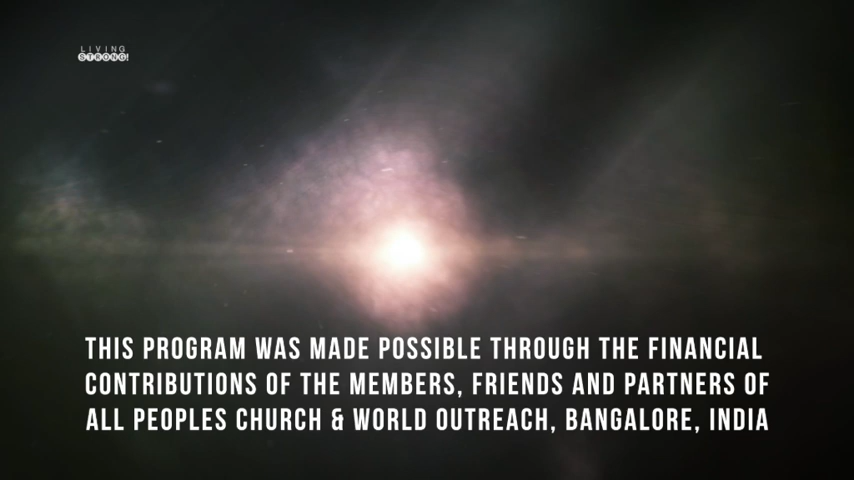 LIVING
STRONG!
THIS PROGRAM WAS MADE POSSIBLE THROUGH THE FINANCIAL
CONTRIBUTIONS OF THE MEMBERS, FRIENDS AND PARTNERS OF
ALL PEOPLES CHURCH & WORLD OUTREACH, BANGALORE, INDIA